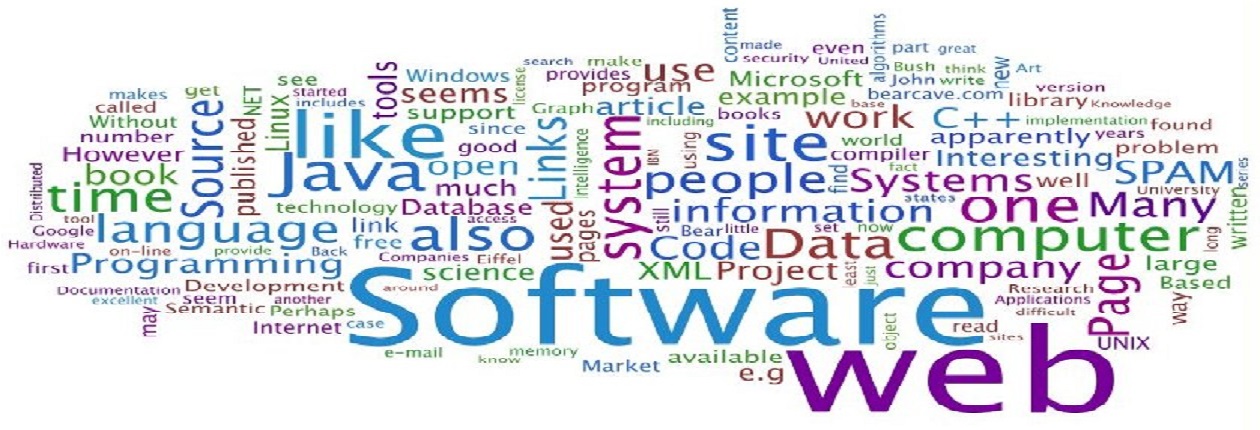 content
made
search
make
security
United
even
algorithms
part
great
new
Art
see
tools
Windows
provides
use
program
Microsoft
Bush
think
John
write
makes
get
.NET
Linux
started
includes
seems
license
Graph
article
example
base
bearcave.com
version
library
Knowledge
called
Without
number
Source
published
like
support
since
good
Links
Intelligence
including
books
work
C++
implementation
found
However
book
Java
open
system
using
IBN
site
world
compiler
apparently
years
problem
Distributed
time
technology
much
Database
access
used
pages
people
find
fact
Systems
well
Interesting
SPAM
series
tool
Google
language
link
also
still
information
states
one
Many
University
written
Hardware
on-line
provide
Back
free
Companies
Eiffel
Code
Bear
little
Data
set
now
computer
long
first
Programming
science
XML
Project
east
just
company
Page
large
Based
Documentation
Development
excellent
seem
another
around
Software
Research
Applications
difficult
way
may
Semantic
Perhaps
Internet
case
object
read
sites
UNIX
e-mail
know
memory
Market
available
e.g
web